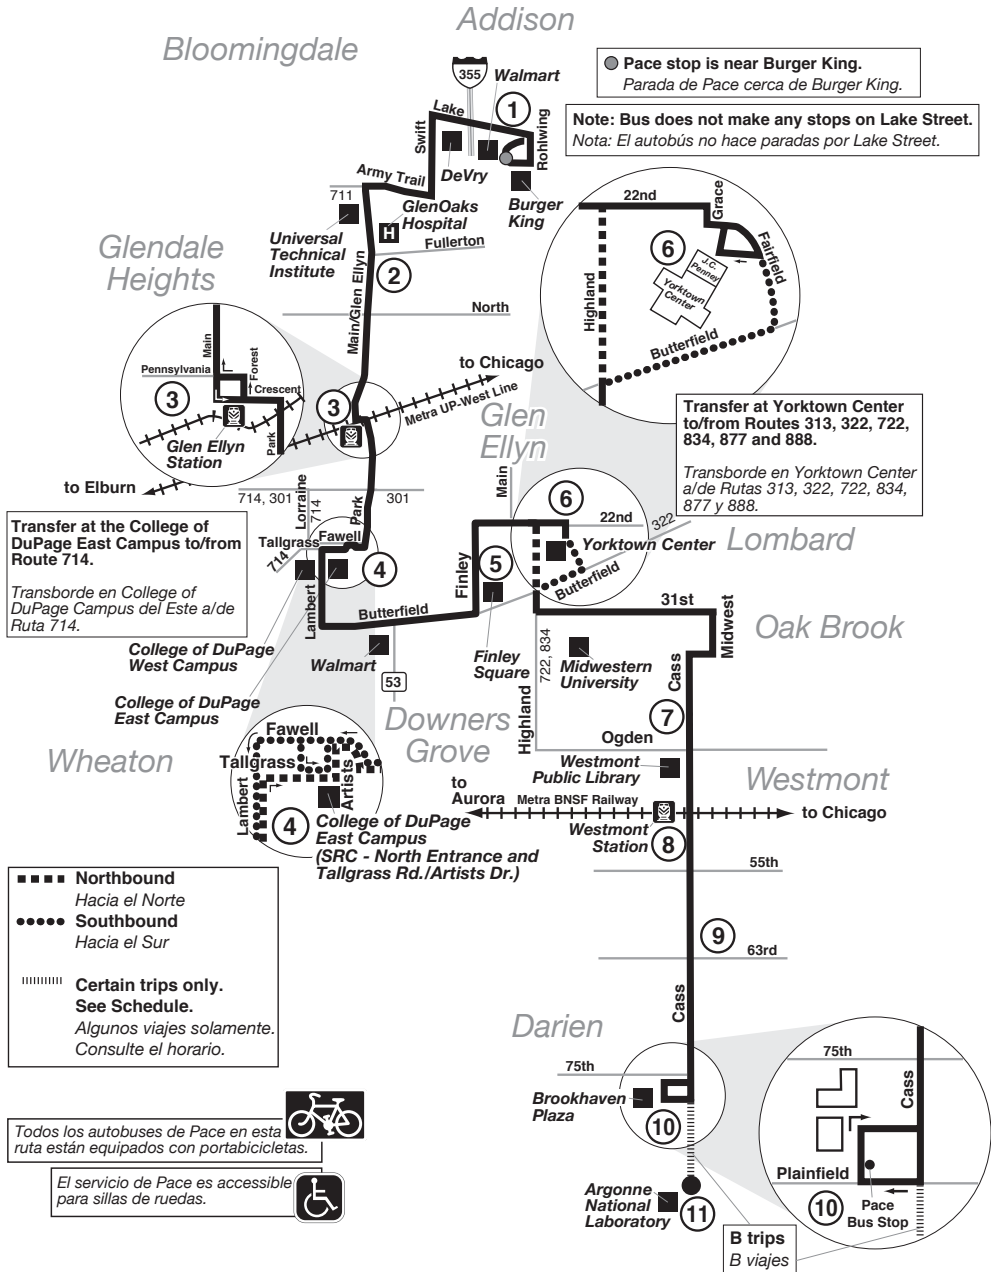 Addison
Bloomingdale
355
Walmart
Pace stop is near Burger King.
Parada de Pace cerca de Burger King.
Note: Bus does not make any stops on Lake Street.
Nota: El autobús no hace paradas por Lake Street.
Lake
1
Swift
Rohlwing
DeVry
Burger
King
Army Trail
711
GlenOaks
Hospital
H
Universal
Technical
Institute
Fullerton
Glendale
Heights
2
Main/Glen Ellyn
North
22nd
Grace
Fairfield
6
J.C.
Penney
Yorktown
Center
Highland
Butterfield
Main
Pennsylvania
Forest
Crescent
3
Park
Glen Ellyn
Station
to Chicago
3
Metra UP-West Line
Glen
Ellyn
to Elburn
Transfer at Yorktown Center
to/from Routes 313, 322, 722,
834, 877 and 888.
Transborde en Yorktown Center
a/de Rutas 313, 322, 722, 834,
877 y 888.
714, 301
301
Lorraine
714
Park
Main
6
22nd
322
Yorktown Center
Butterfield
Lombard
Transfer at the College of
DuPage East Campus to/from
Route 714.
Transborde en College of
DuPage Campus del Este a/de
Ruta 714.
Fawell
Tallgrass
714
4
Lambert
Butterfield
Finley
5
31st
Midwest
Oak Brook
College of DuPage
West Campus
Walmart
53
Finley
Square
722, 834
Midwestern
University
Cass
College of DuPage
East Campus
Downers
Grove
Highland
7
Ogden
Wheaton
Fawell
Tallgrass
Lambert
Artists
4
College of DuPage
East Campus
(SRC - North Entrance and
Tallgrass Rd./Artists Dr.)
Westmont
Public Library
Westmont
to
Aurora
Metra BNSF Railway
to Chicago
Westmont
Station
8
55th
Northbound
Hacia el Norte
Southbound
Hacia el Sur
Certain trips only.
See Schedule.
Algunos viajes solamente.
Consulte el horario.
9
63rd
Cass
Darien
75th
Brookhaven
Plaza
10
75th
Cass
Plainfield
10
Pace
Bus Stop
Todos los autobuses de Pace en esta
ruta están equipados con portabicicletas.
El servicio de Pace es accessible
para sillas de ruedas.
Argonne
National
Laboratory
11
B trips
B viajes